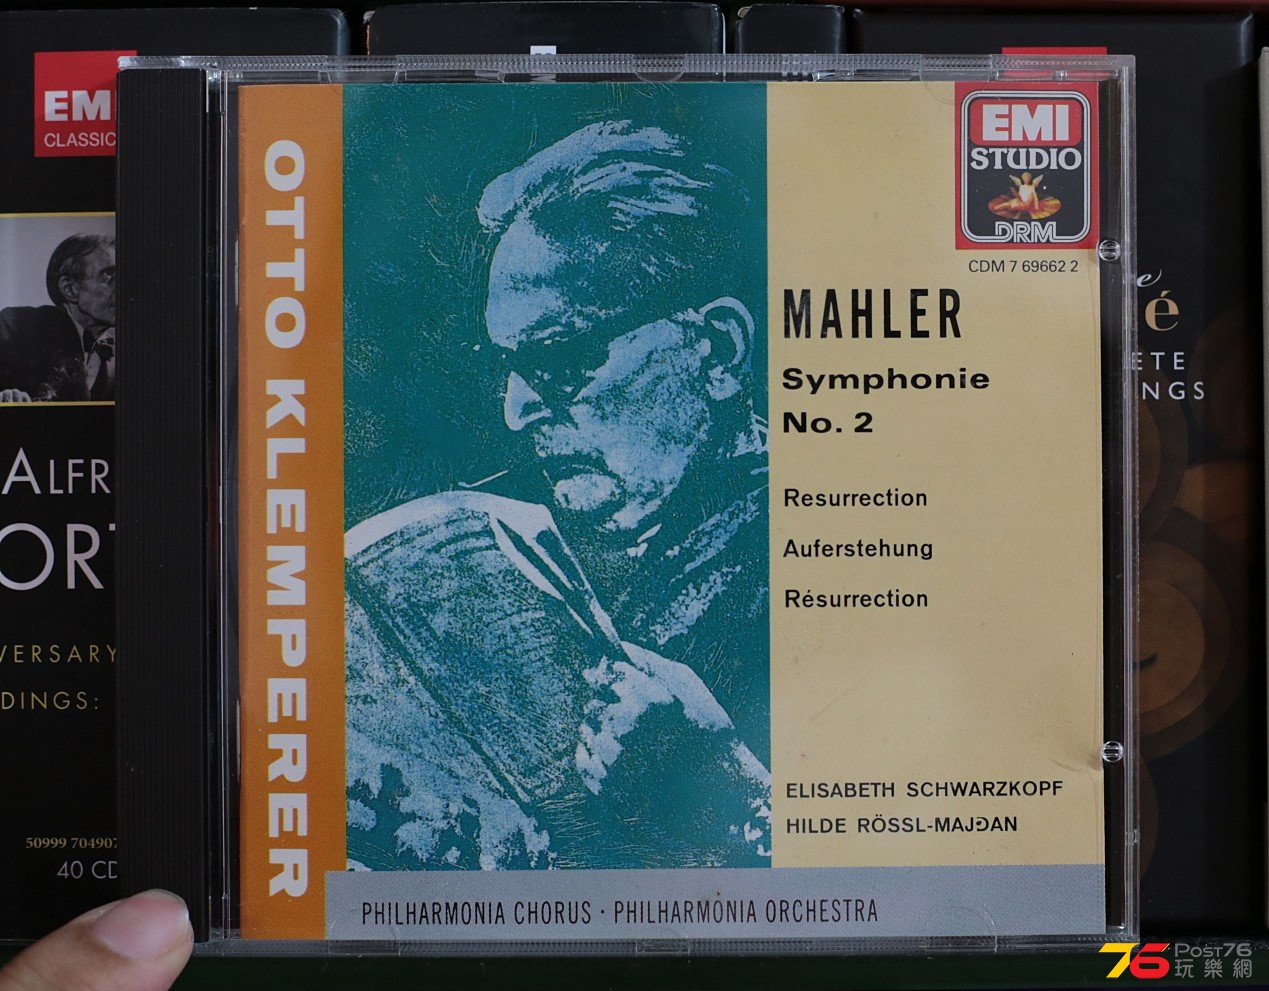 EMI
CLASSIC
ALFR
ORT
VERSARY
DINGS:
50999 70490
40 CD
OTTO KLEMPERER
EMI
STUDIO
DRM
CDM 7 69662 2
MAHLER
Symphonie
No. 2
Resurrection
Auferstehung
Résurrection
ELISABETH SCHWARZKOPF
HILDE RÖSSL-MAJDAN
PHILHARMONIA CHORUS · PHILHARMONIA ORCHESTRA
é
ETE
INGS
76 POST76
玩樂網